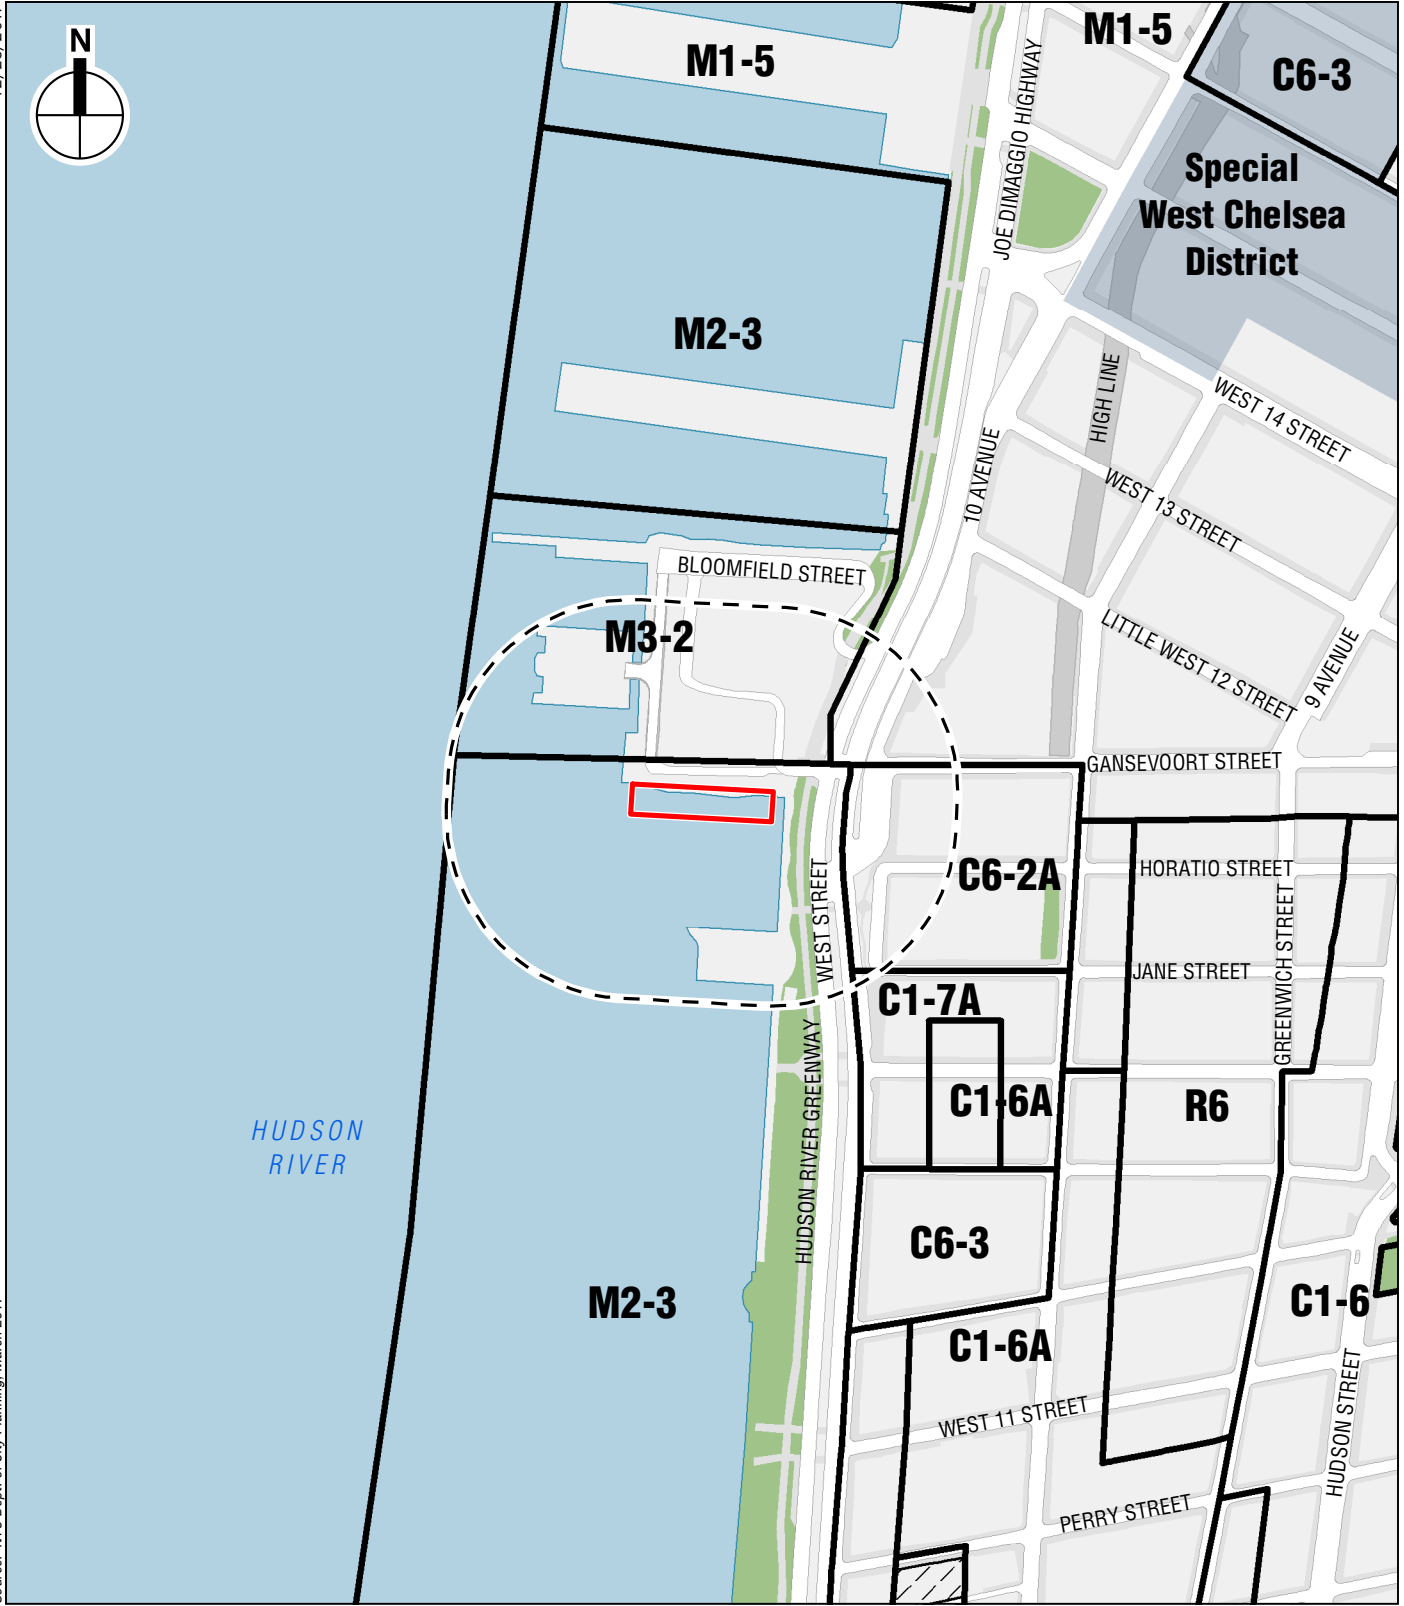 N
M1-5
M1-5
C6-3
Special
West Chelsea
District
JOE DIMAGGIO HIGHWAY
M2-3
HIGH LINE
WEST 14 STREET
10 AVENUE
WEST 13 STREET
BLOOMFIELD STREET
M3-2
LITTLE WEST 12 STREET
9 AVENUE
GANSEVOORT STREET
C6-2A
HORATIO STREET
WEST STREET
GREENWICH STREET
JANE STREET
C1-7A
HUDSON RIVER GREENWAY
C1-6A
R6
HUDSON
RIVER
C6-3
M2-3
C1-6
C1-6A
HUDSON STREET
WEST 11 STREET
PERRY STREET